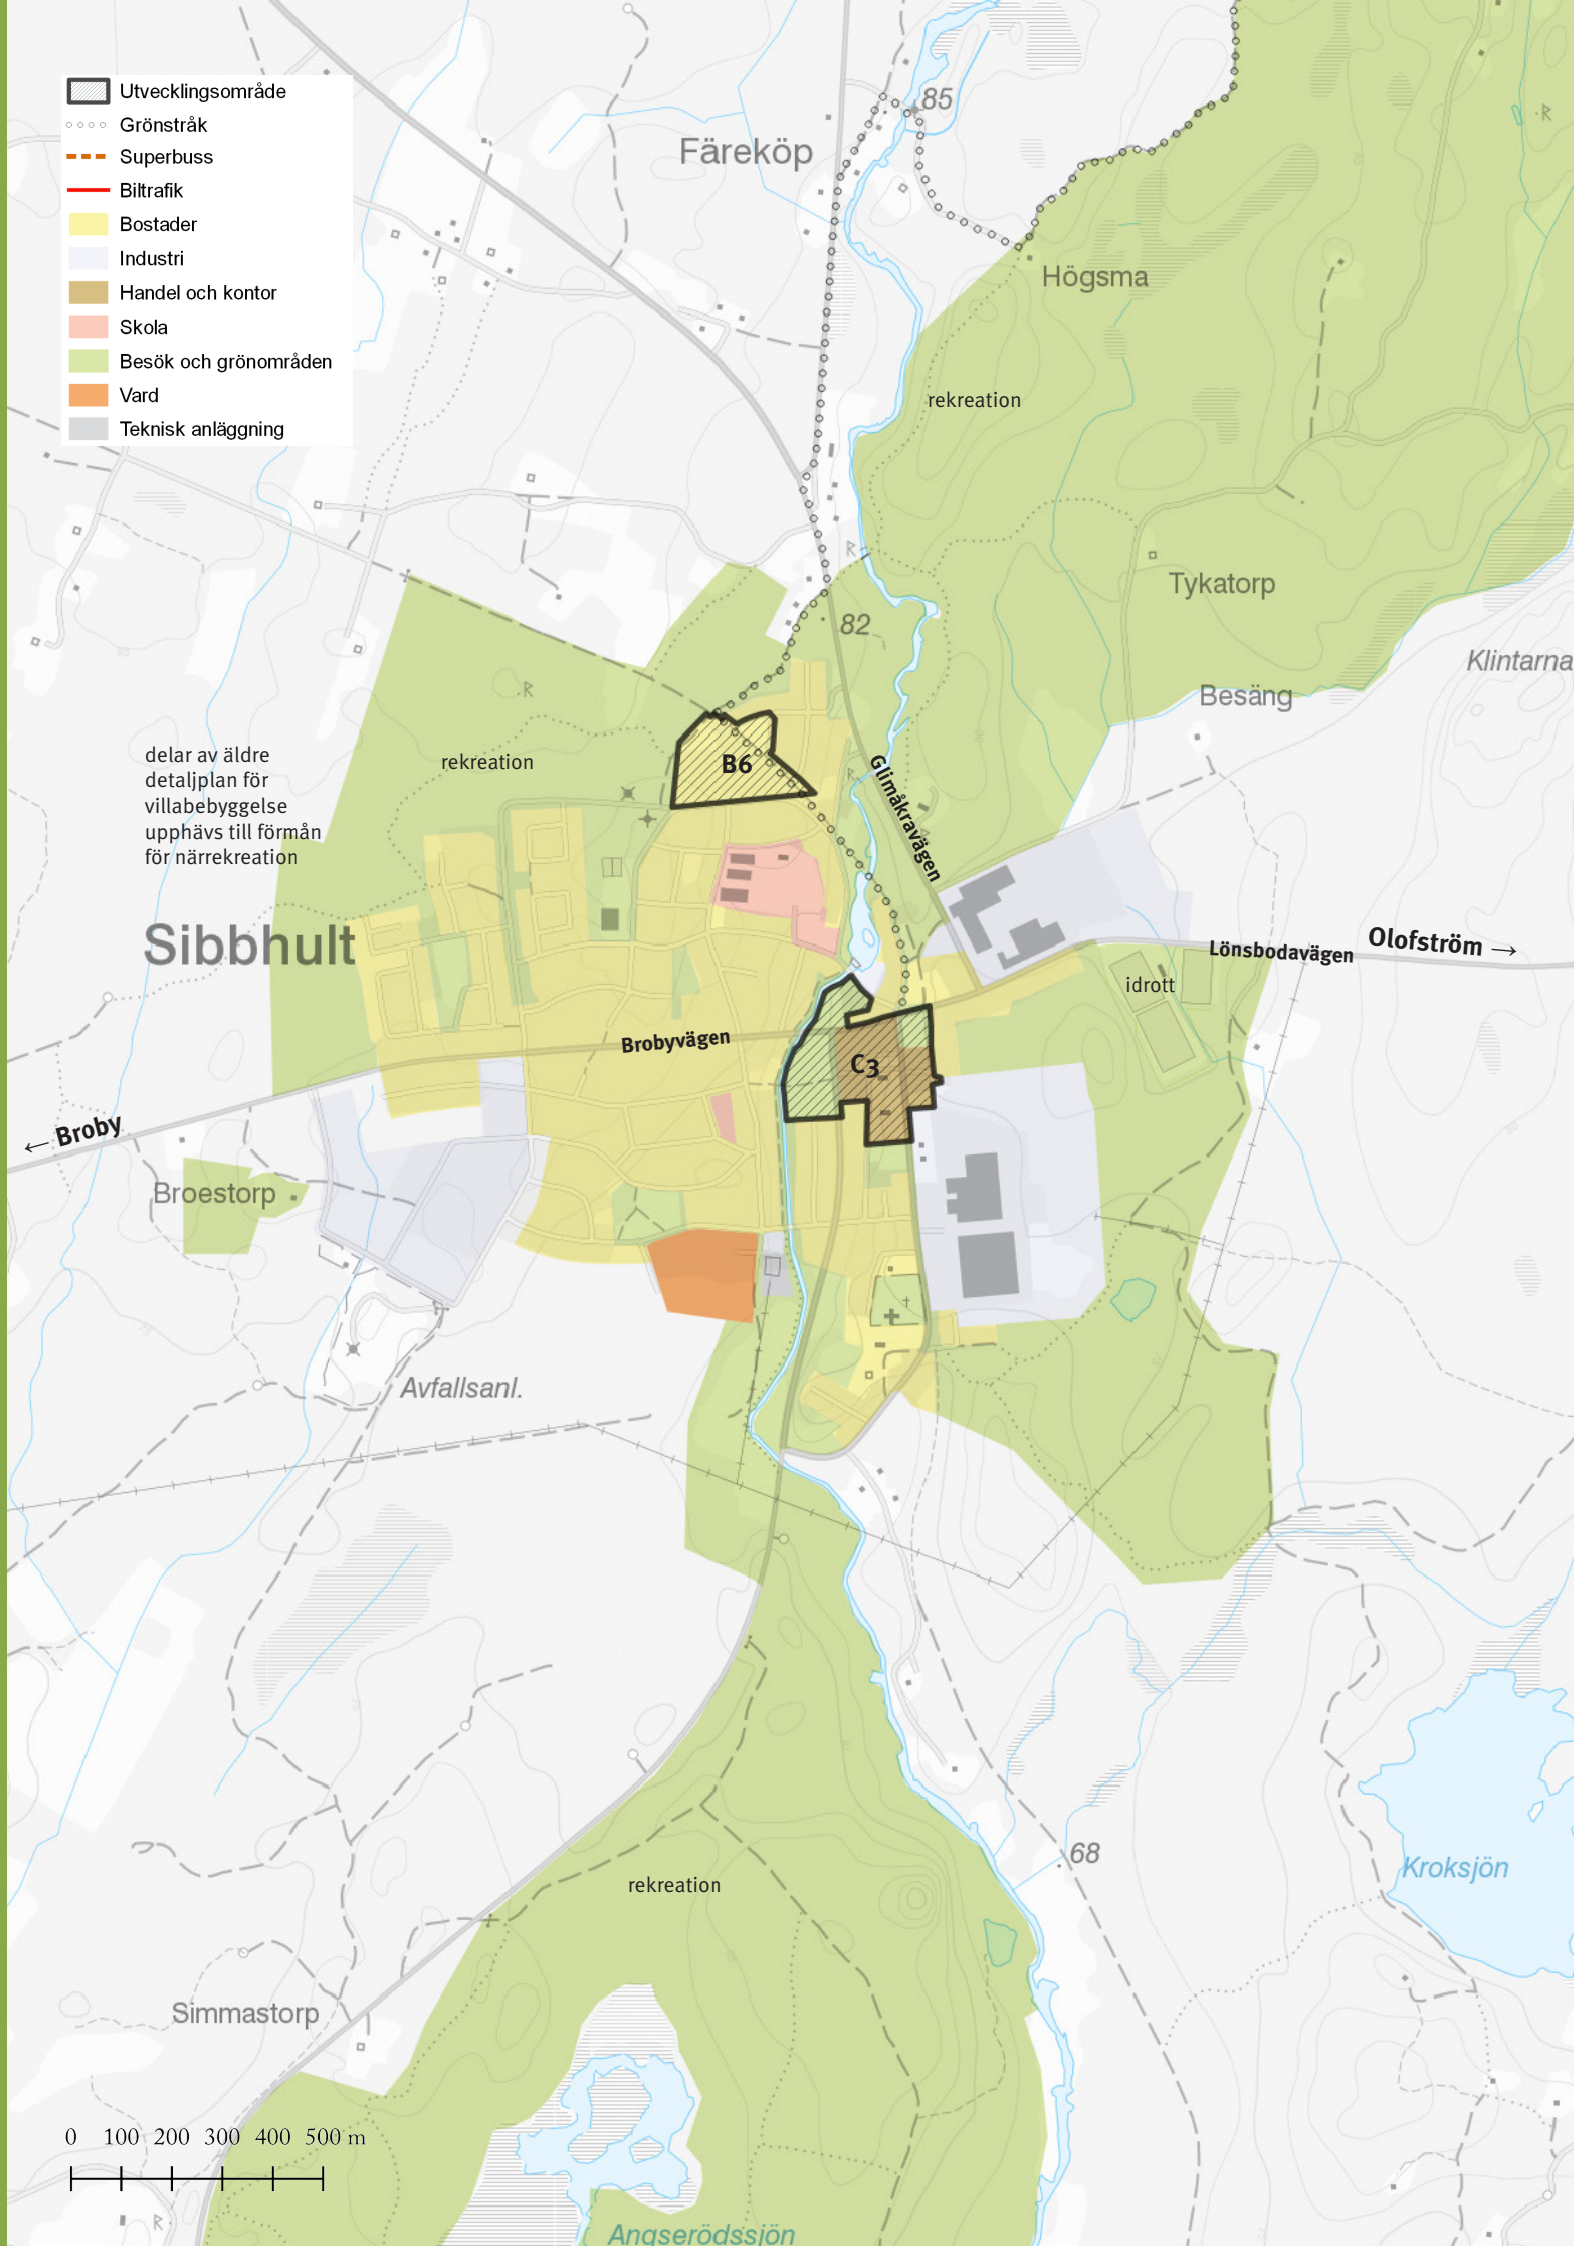 Utvecklingsområde
Grönstråk
Superbuss
Biltrafik
Bostader
Industri
Handel och kontor
Skola
Besök och grönområden
Vard
Teknisk anläggning
85
Färeköp
R
Högsma
rekreation
R
Tykatorp
82
Klintarna
Besäng
R
delar av äldre
detaljplan för
villabebyggelse
upphävs till förmån
för närrekreation
rekreation
B6
R
Glimåkravägen
Sibbhult
Lönsbodavägen
Olofström →
idrott
Brobyvägen
C3
← Broby
Broestorp
Avfallsanl.
68
Kroksjön
rekreation
Simmastorp
0 100 200 300 400 500 m
R
Angserödssjön